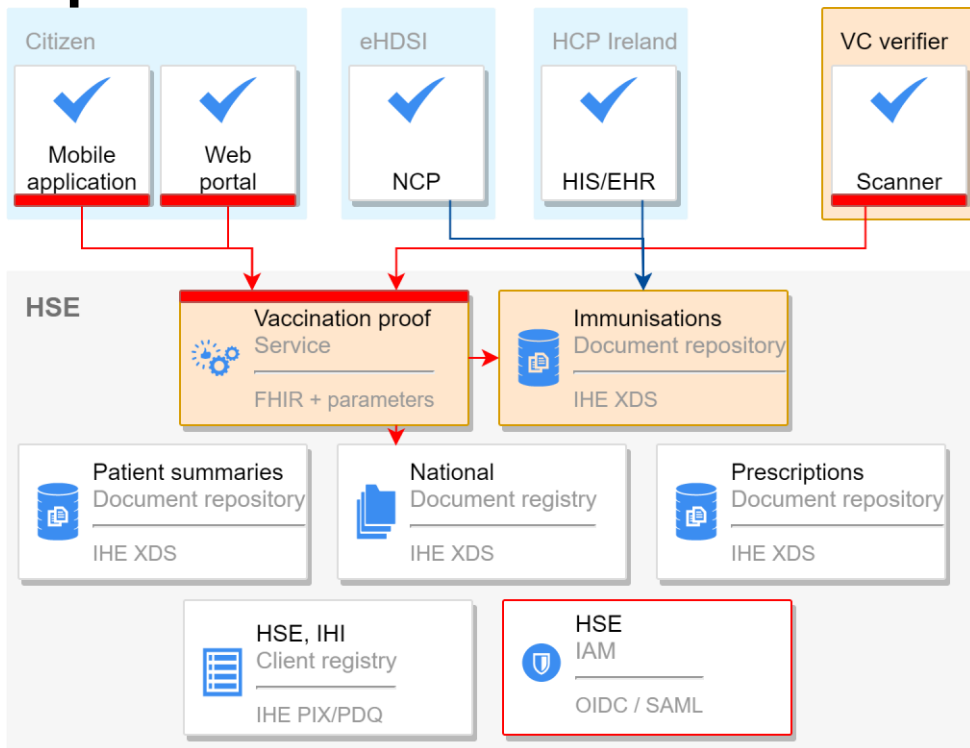 Citizen
eHDSI
HCP Ireland
VC verifier
Mobile
application
Web
portal
NCP
HIS/EHR
Scanner
HSE
Vaccination proof
Service
FHIR + parameters
Immunisations
Document repository
IHE XDS
Patient summaries
Document repository
IHE XDS
National
Document registry
IHE XDS
Prescriptions
Document repository
IHE XDS
HSE, IHI
Client registry
IHE PIX/PDQ
HSE
IAM
OIDC / SAML